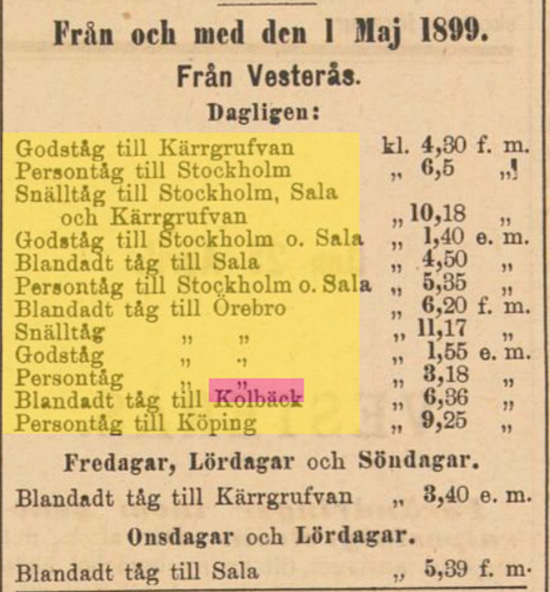 Från och med den 1 Maj 1899.
Från Vesterås.
Dagligen:
Godståg till Kärrgrufvan kl. 4,30 f. m.
Persontåg till Stockholm „ 6,5 „
Snälltåg till Stockholm, Sala
och Kärrgrufvan „ 10,18 „
Godståg till Stockholm o. Sala „ 1,40 e. m.
Blandadt tåg till Sala „ 4,50 „
Persontåg till Stockholm o. Sala „ 5,35 „
Blandadt tåg till Örebro „ 6,20 f. m.
Snälltåg „ „ „ 11,17 „
Godståg „ „ „ 1,55 e. m.
Persontåg „ „ „ 3,18 „
Blandadt tåg till Kolbäck „ 6,36 „
Persontåg till Köping „ 9,25 „
Fredagar, Lördagar och Söndagar.
Blandadt tåg till Kärrgrufvan „ 3,40 e. m.
Onsdagar och Lördagar.
Blandadt tåg till Sala „ 5,39 f. m.